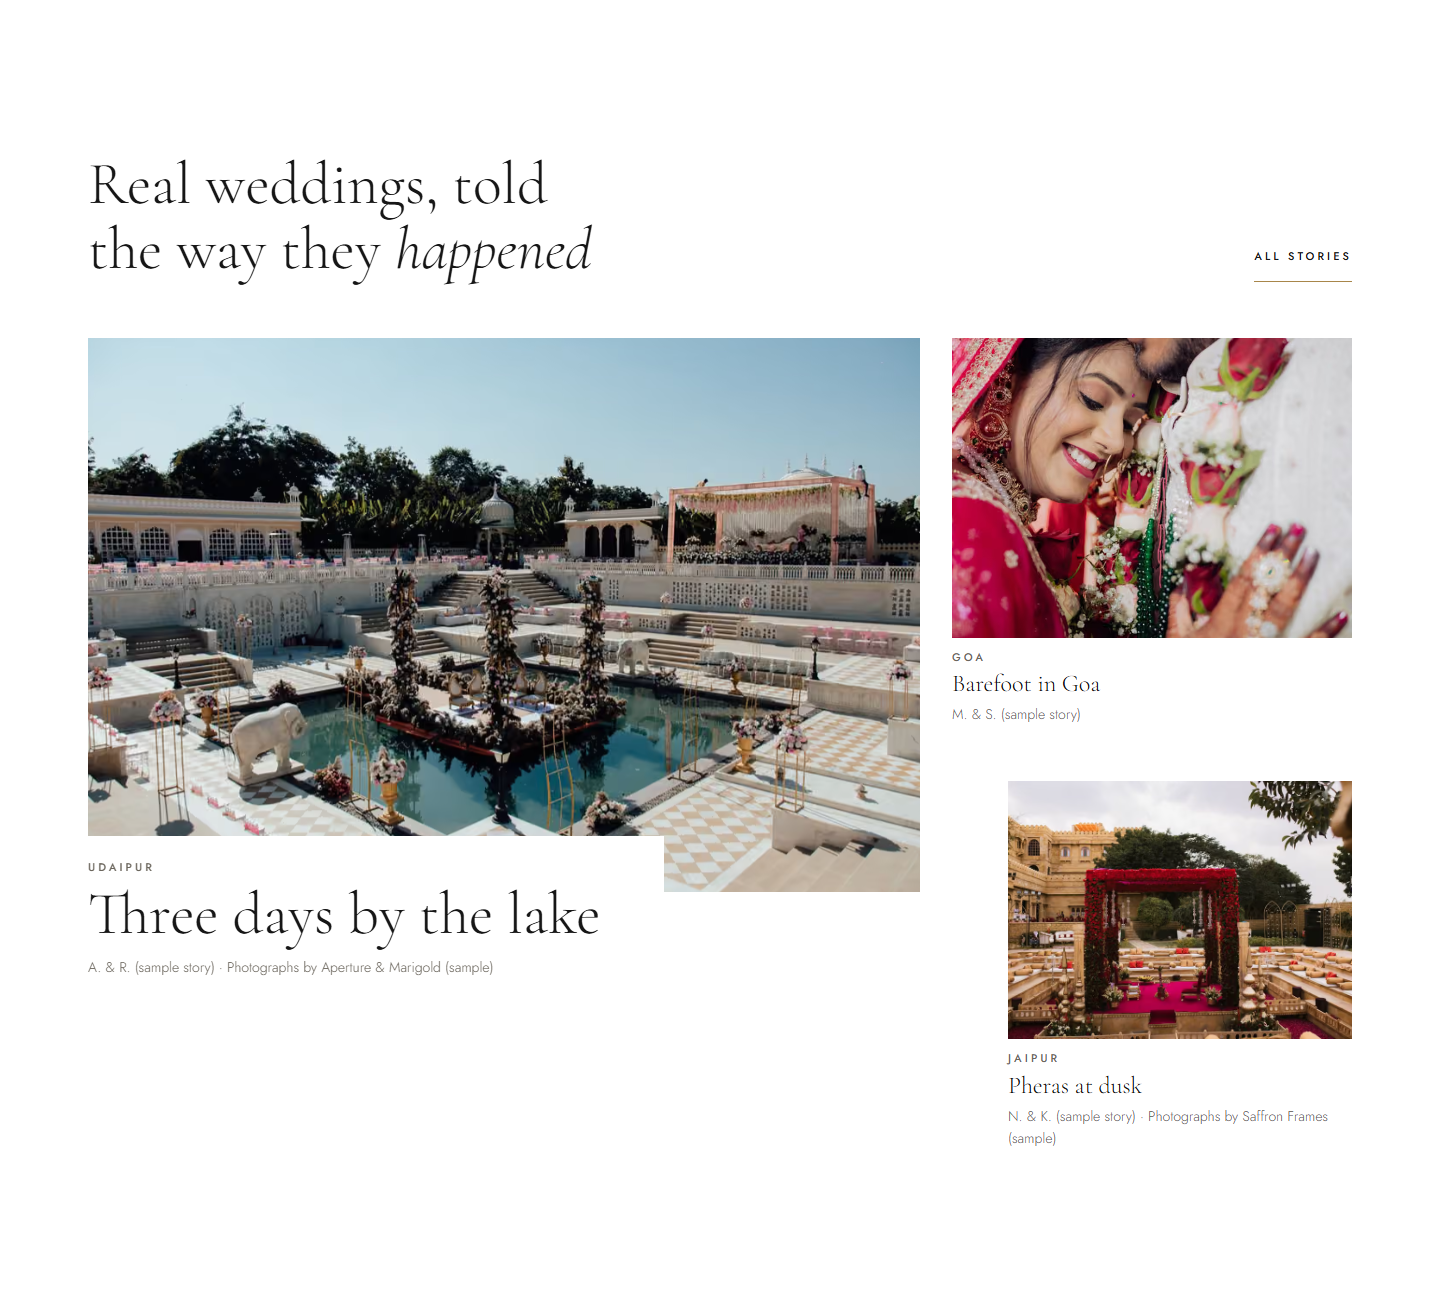 Real weddings, told
the way they happened
ALL STORIES
UDAIPUR
Three days by the lake
A. & R. (sample story) · Photographs by Aperture & Marigold (sample)
GOA
Barefoot in Goa
M. & S. (sample story)
JAIPUR
Pheras at dusk
N. & K. (sample story) · Photographs by Saffron Frames
(sample)